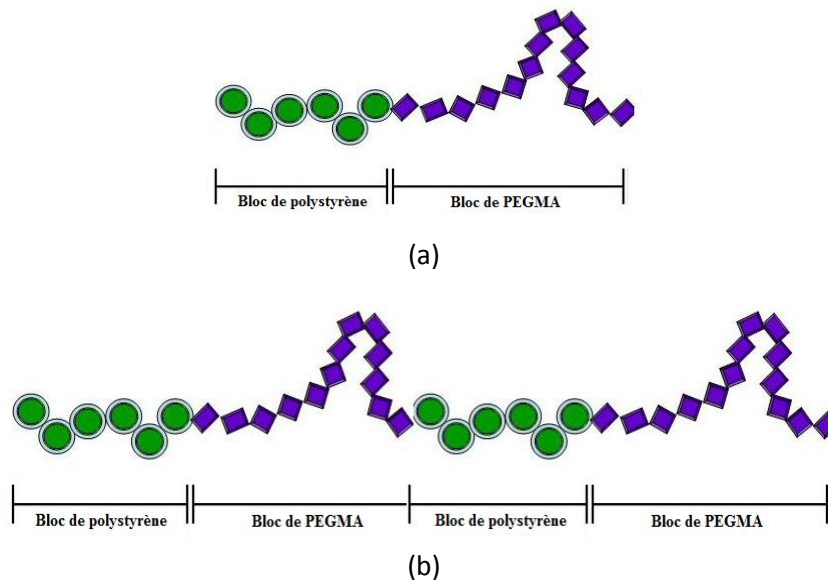 Bloc de polystyrène Bloc de PEGMA
(a)
Bloc de polystyrène Bloc de PEGMA Bloc de polystyrène Bloc de PEGMA
(b)